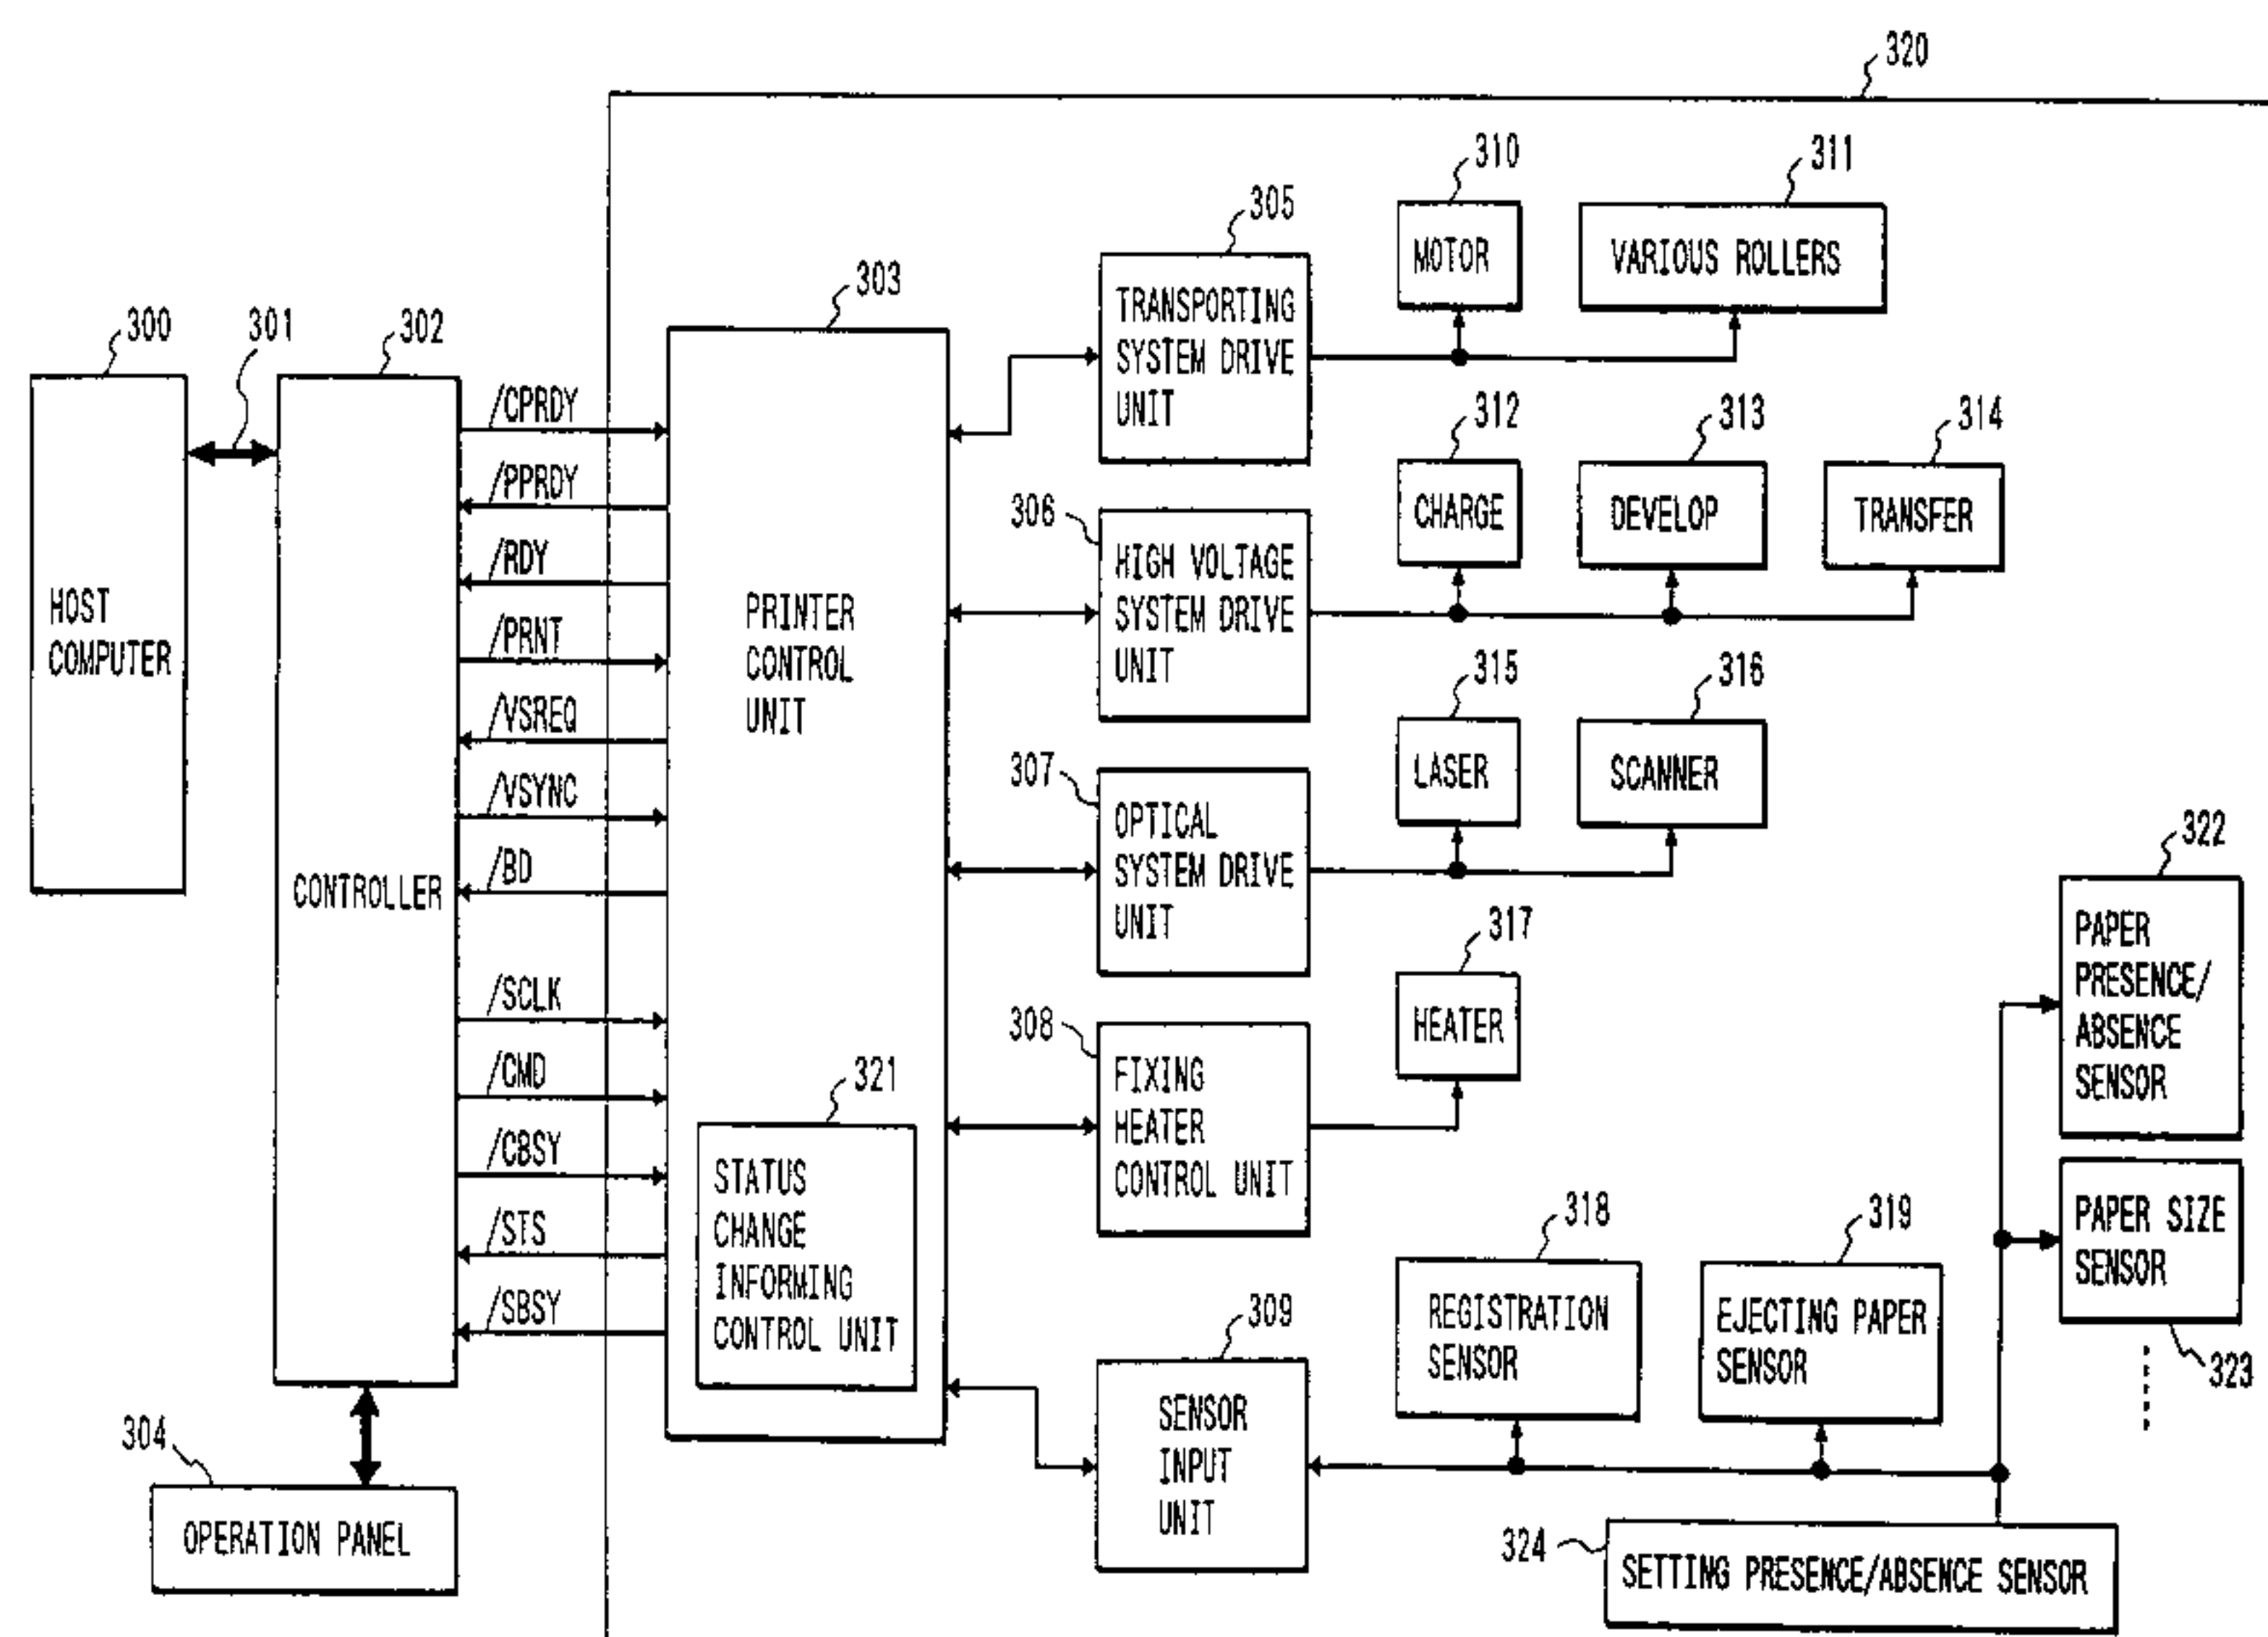 320
310
311
305
MOTOR
VARIOUS ROLLERS
303
TRANSPORTING
SYSTEM DRIVE
UNIT
300
301
302
/CPRDY
/PPRDY
/RDY
/PRNT
/VSREQ
/VSYNC
/BD
/SCLK
/CMD
/CBSY
/STS
/SBSY
HOST
COMPUTER
CONTROLLER
PRINTER
CONTROL
UNIT
312
313
314
306
CHARGE
DEVELOP
TRANSFER
HIGH VOLTAGE
SYSTEM DRIVE
UNIT
315
316
307
LASER
SCANNER
OPTICAL
SYSTEM DRIVE
UNIT
317
308
HEATER
FIXING
HEATER
CONTROL UNIT
321
STATUS
CHANGE
INFORMING
CONTROL UNIT
322
PAPER
PRESENCE/
ABSENCE
SENSOR
PAPER SIZE
SENSOR
323
318
319
309
REGISTRATION
SENSOR
EJECTING PAPER
SENSOR
SENSOR
INPUT
UNIT
304
OPERATION PANEL
324
SETTING PRESENCE/ABSENCE SENSOR